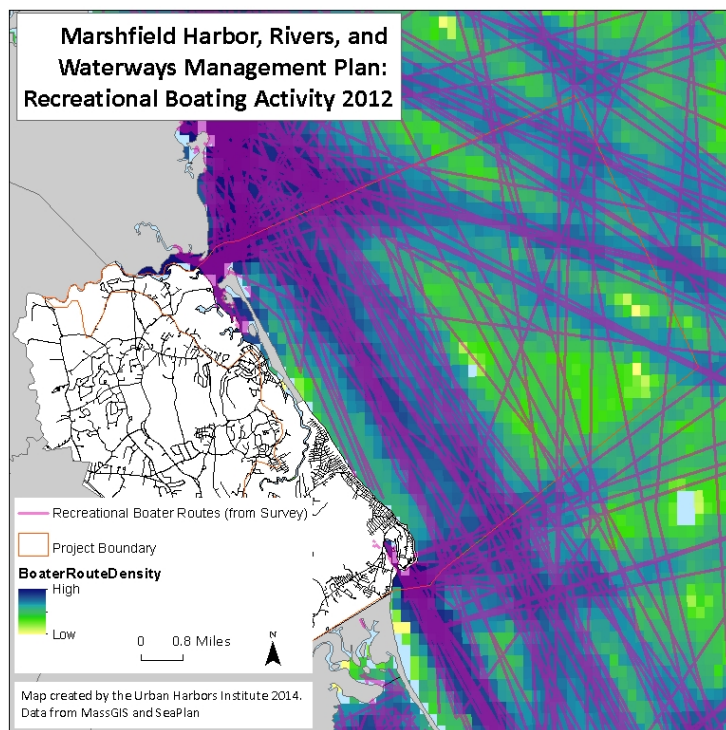 Marshfield Harbor, Rivers, and
Waterways Management Plan:
Recreational Boating Activity 2012
Recreational Boater Routes (from Survey)
Project Boundary
BoaterRouteDensity
High
Low
0 0.8 Miles
N
Map created by the Urban Harbors Institute 2014.
Data from MassGIS and SeaPlan